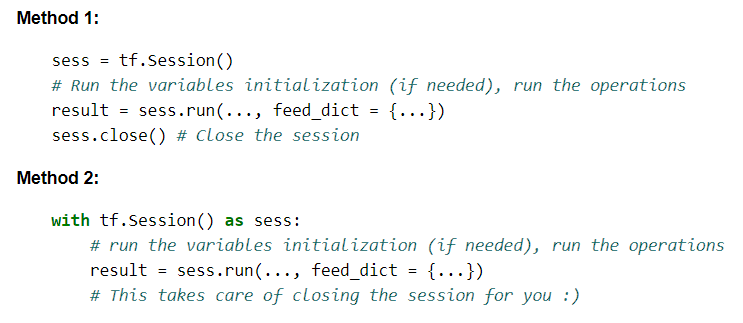 Method 1:
sess = tf.Session()
# Run the variables initialization (if needed), run the operations
result = sess.run(..., feed_dict = {...})
sess.close() # Close the session
Method 2:
with tf.Session() as sess:
# run the variables initialization (if needed), run the operations
result = sess.run(..., feed_dict = {...})
# This takes care of closing the session for you :)